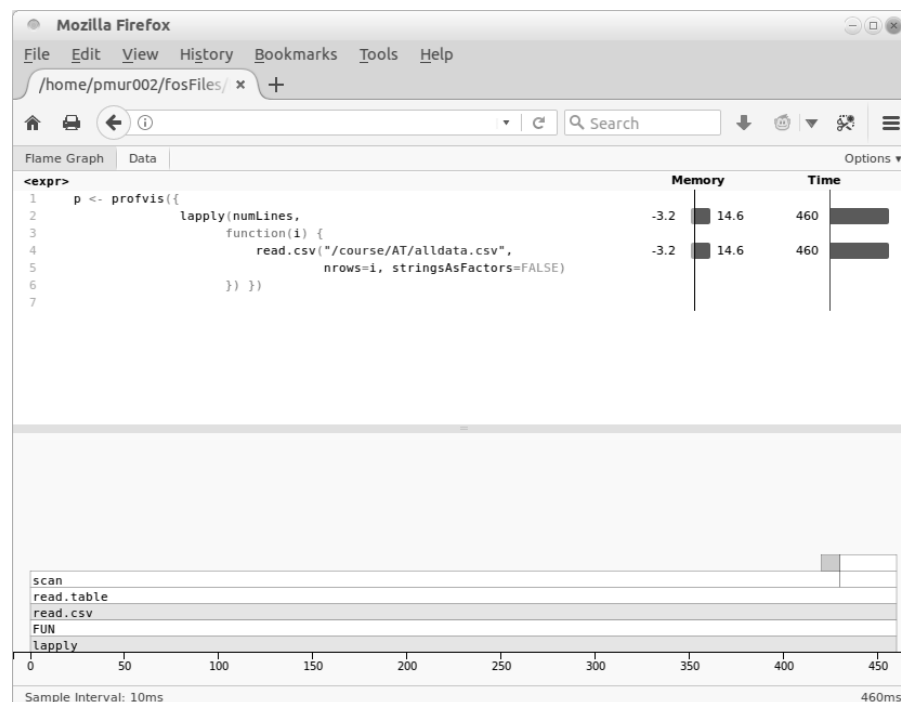 Mozilla Firefox
File Edit View History Bookmarks Tools Help
/home/pmur002/fosFiles/ × +
Search
Flame Graph Data Options ▾
<expr> Memory Time
1 p <- profvis({
2 lapply(numLines, -3.2 14.6 460
3 function(i) {
4 read.csv("/course/AT/alldata.csv", -3.2 14.6 460
5 nrows=i, stringsAsFactors=FALSE)
6 }) })
7
scan
read.table
read.csv
FUN
lapply
0 50 100 150 200 250 300 350 400 450
Sample Interval: 10ms 460ms